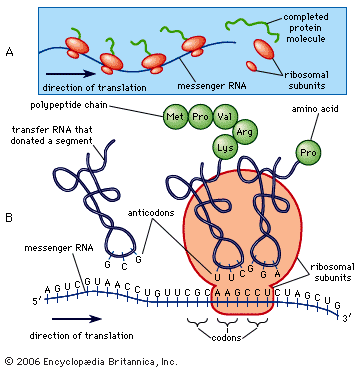 A
completed
protein
molecule
direction of translation
messenger RNA
ribosomal
subunits
polypeptide chain
Met Pro Val
Arg
Lys
amino acid
Pro
transfer RNA that
donated a segment
B
anticodons
G C G
U U C G G A
messenger RNA
ribosomal
subunits
5' A G U C G U A A C C U G U U C G C A A G C C U C U A G C U G 3'
direction of translation
codons
© 2006 Encyclopædia Britannica, Inc.